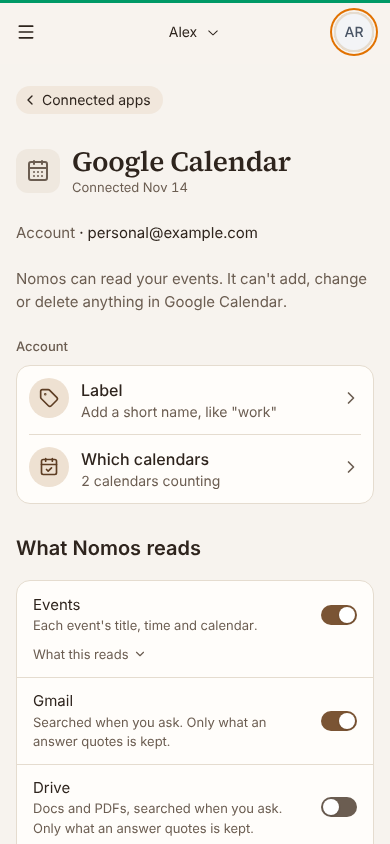 Alex
AR
Connected apps
Google Calendar
Connected Nov 14
Account · personal@example.com
Nomos can read your events. It can't add, change
or delete anything in Google Calendar.
Account
Label
Add a short name, like "work"
Which calendars
2 calendars counting
What Nomos reads
Events
Each event's title, time and calendar.
What this reads
Gmail
Searched when you ask. Only what an
answer quotes is kept.
Drive
Docs and PDFs, searched when you ask.
Only what an answer quotes is kept.